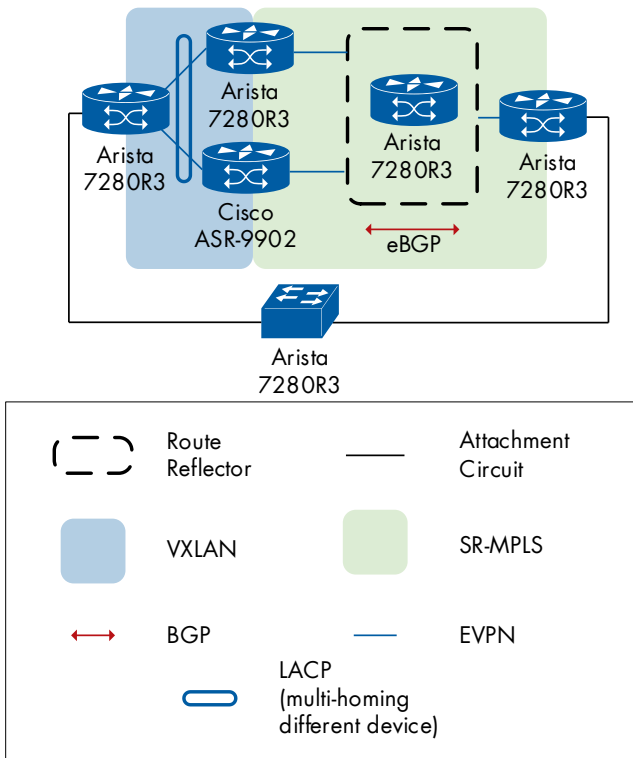 Arista
7280R3
Arista
7280R3
Cisco
ASR-9902
Arista
7280R3
Arista
7280R3
eBGP
Arista
7280R3
Route
Reflector
Attachment
Circuit
VXLAN
SR-MPLS
BGP
EVPN
LACP
(multi-homing
different device)